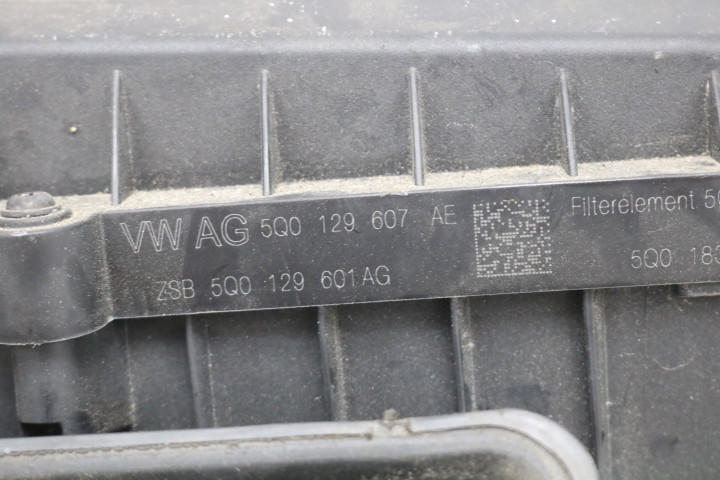 VW AG 5Q0 129 607 AE
ZSB 5Q0 129 601 AG
Filterelement
5Q0